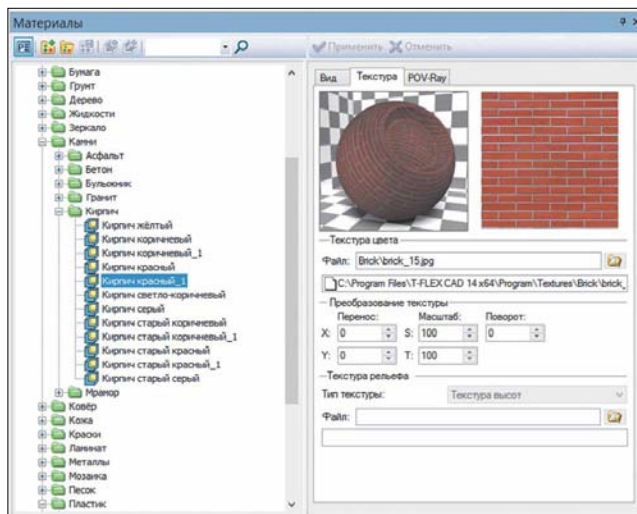 Материалы
PE
Применить Отменить
Бумага
Грунт
Дерево
Жидкости
Зеркало
Камни
Асфальт
Бетон
Булыжник
Гранит
Кирпич
Кирпич жёлтый
Кирпич коричневый
Кирпич коричневый_1
Кирпич красный
Кирпич красный_1
Кирпич светло-коричневый
Кирпич серый
Кирпич старый коричневый
Кирпич старый коричневый_1
Кирпич старый красный
Кирпич старый красный_1
Кирпич старый серый
Мрамор
Ковёр
Кожа
Краски
Ламинат
Металлы
Мозаика
Песок
Пластик
Вид Текстура POV-Ray
Текстура цвета
Файл: Brick\brick_15.jpg
C:\Program Files\T-FLEX CAD 14 x64\Program\Textures\Brick\brick_
Преобразование текстуры
Перенос: Масштаб: Поворот:
X: 0 S: 100 0
Y: 0 T: 100
Текстура рельефа
Тип текстуры: Текстура высот
Файл: